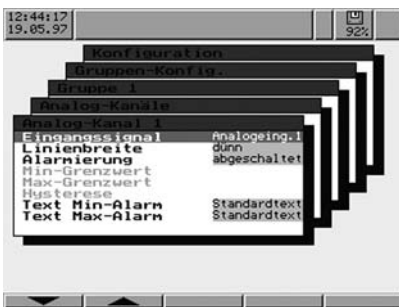 12:44:17
19.05.97
92%
Konfiguration
Gruppen-Konfig.
Gruppe 1
Analog-Kanäle
Analog-Kanal 1
Eingangssignal Analogeing.1
Linienbreite dünn
Alarmierung abgeschaltet
Min-Grenzwert
Max-Grenzwert
Hysterese
Text Min-Alarm Standardtext
Text Max-Alarm Standardtext